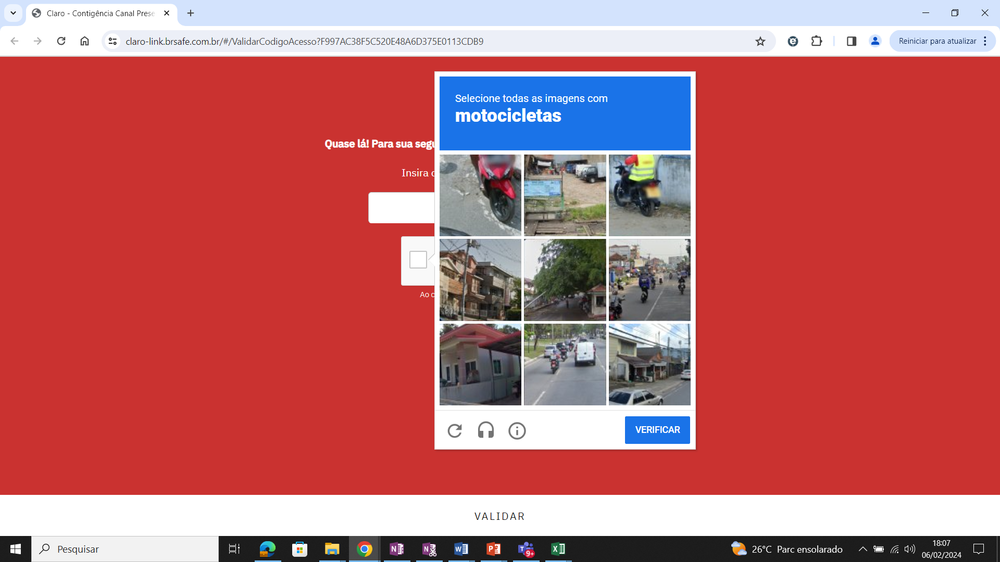 Claro - Contigência Canal Prese
claro-link.brsafe.com.br/#/ValidarCodigoAcesso?F997AC38F5C520E48A6D375E0113CDB9
Reiniciar para atualizar
Quase lá! Para sua segu
Insira
Ao
Selecione todas as imagens com
motocicletas
VERIFICAR
VALIDAR
Pesquisar
9+
26°C Parc ensolarado
18:07
06/02/2024